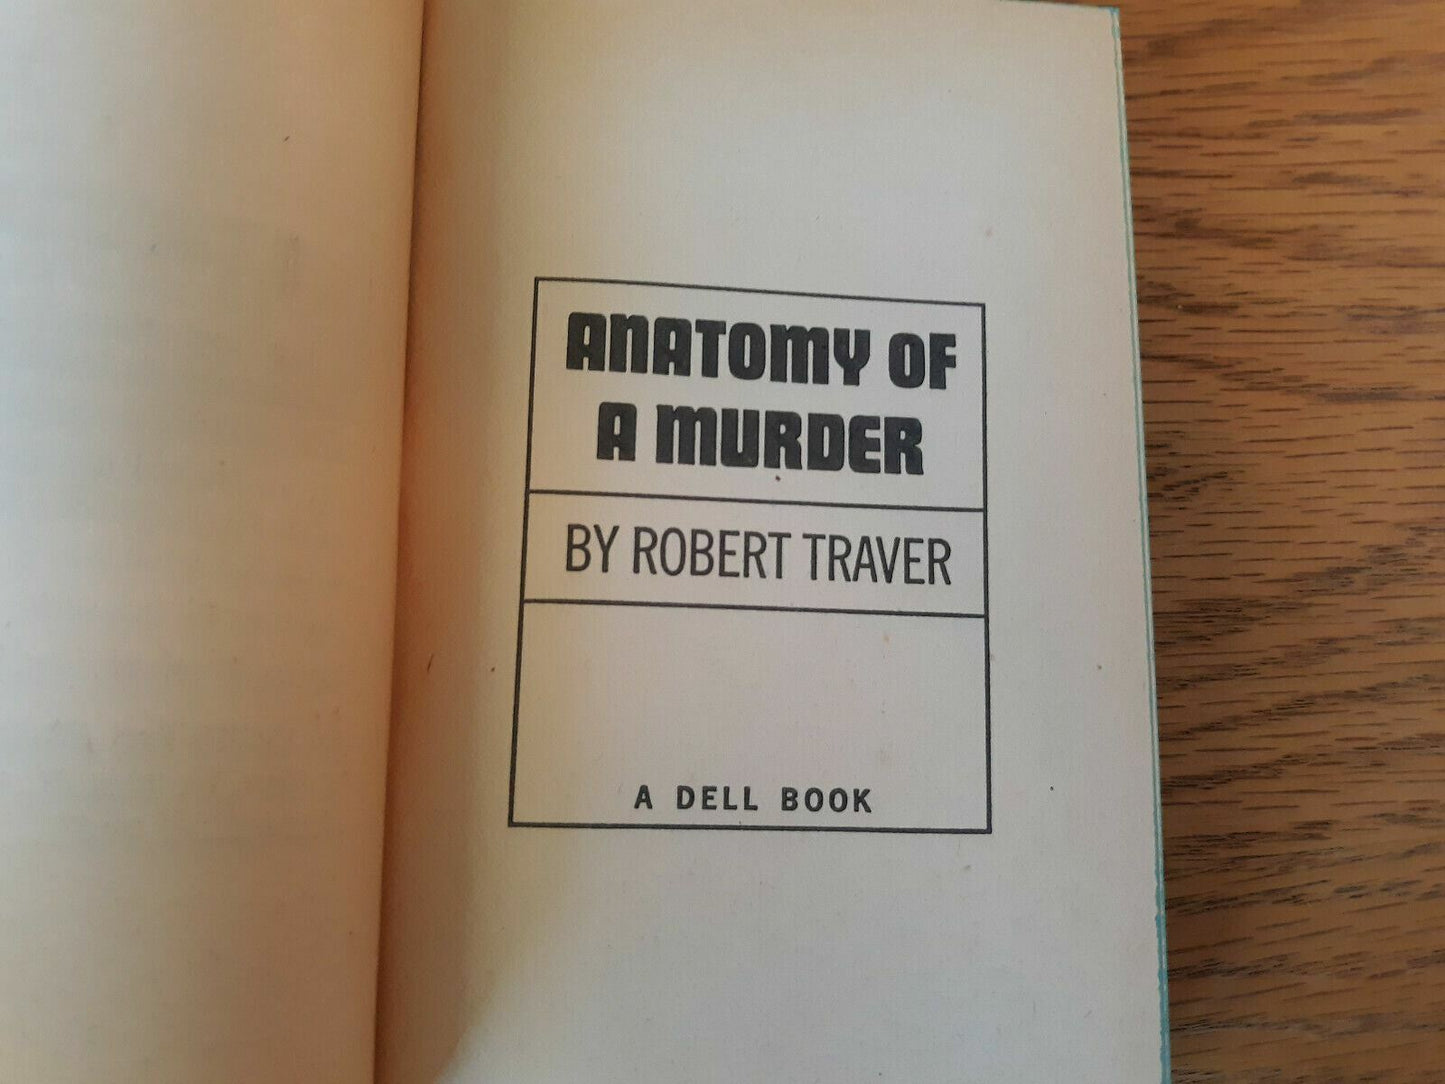 ANATOMY OF
A MURDER
BY ROBERT TRAVER
A DELL BOOK